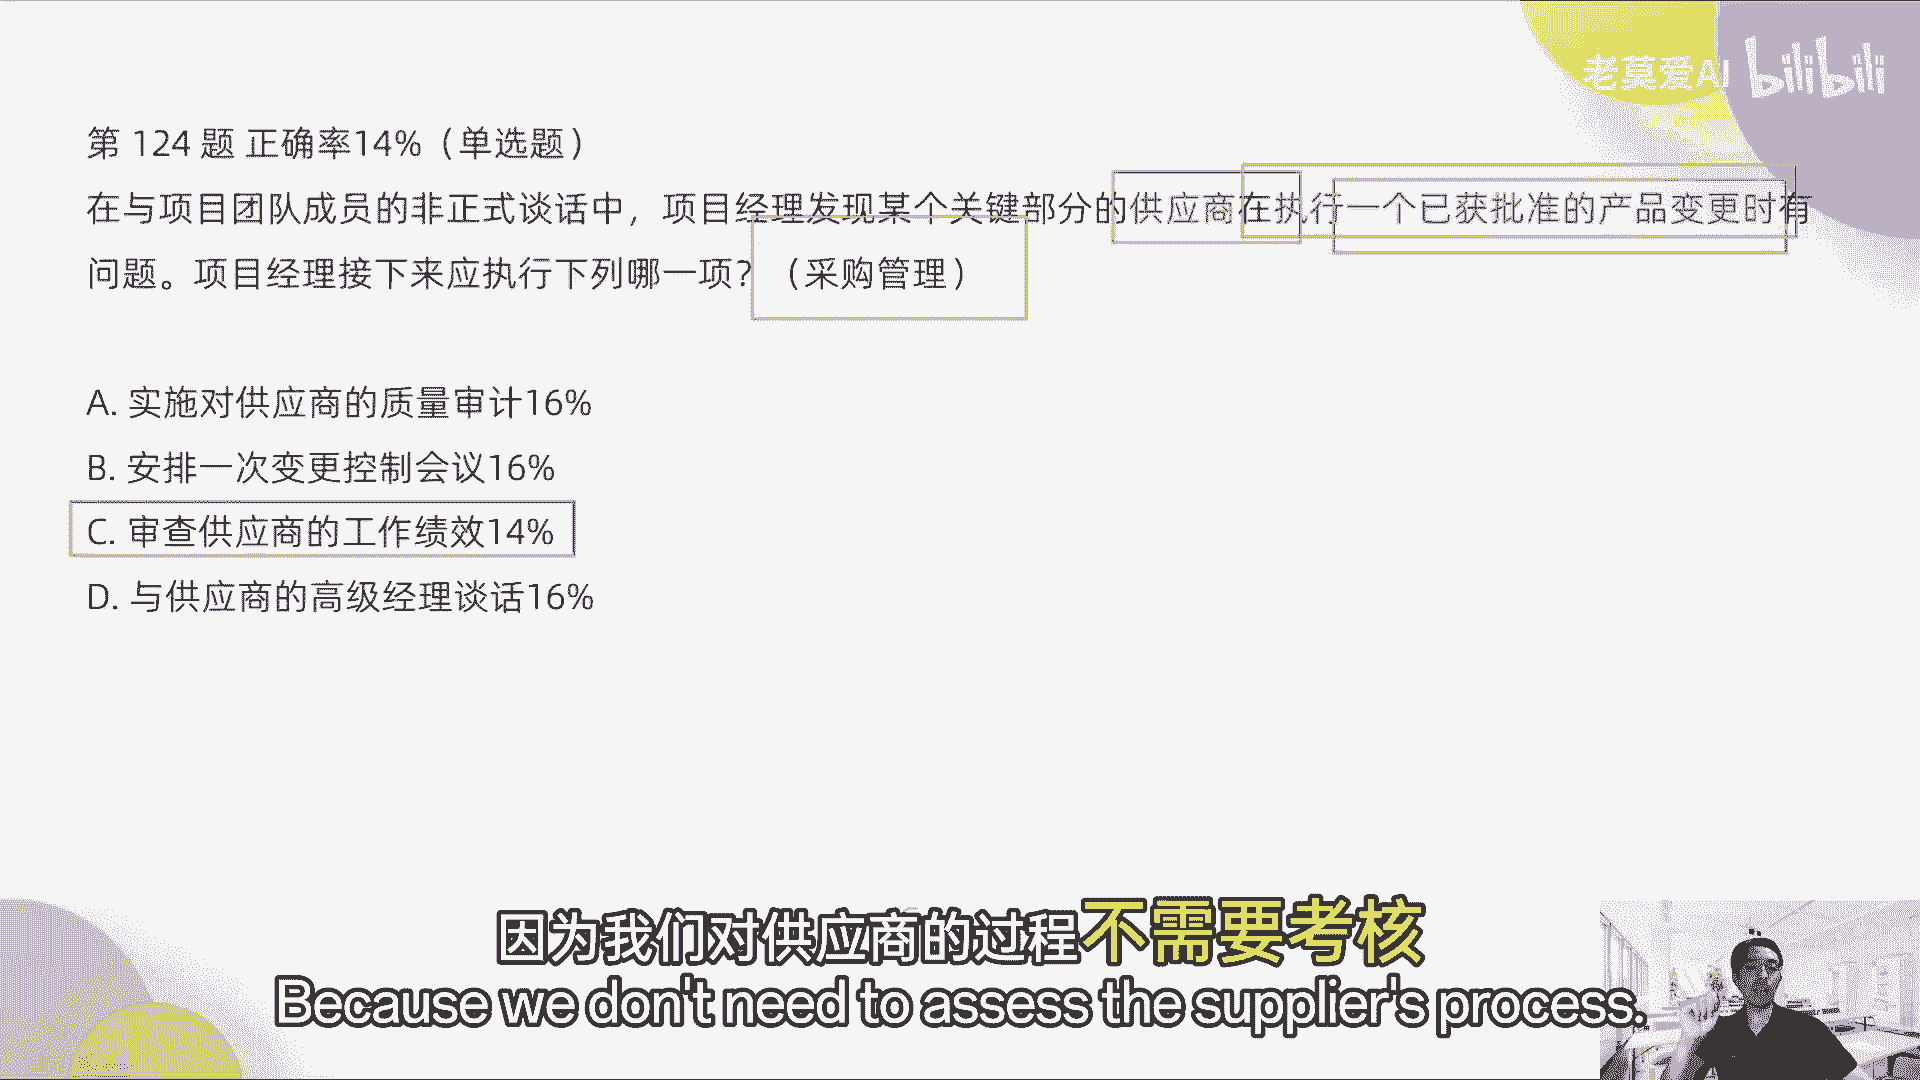 老莫爱AI bilibili
第 124 题 正确率14%（单选题）
在与项目团队成员的非正式谈话中，项目经理发现某个关键部分的供应商在执行一个已获批准的产品变更时有
问题。项目经理接下来应执行下列哪一项？（采购管理）
A. 实施对供应商的质量审计16%
B. 安排一次变更控制会议16%
C. 审查供应商的工作绩效14%
D. 与供应商的高级经理谈话16%
因为我们对供应商的过程不需要考核
Because we don't need to assess the supplier's process.